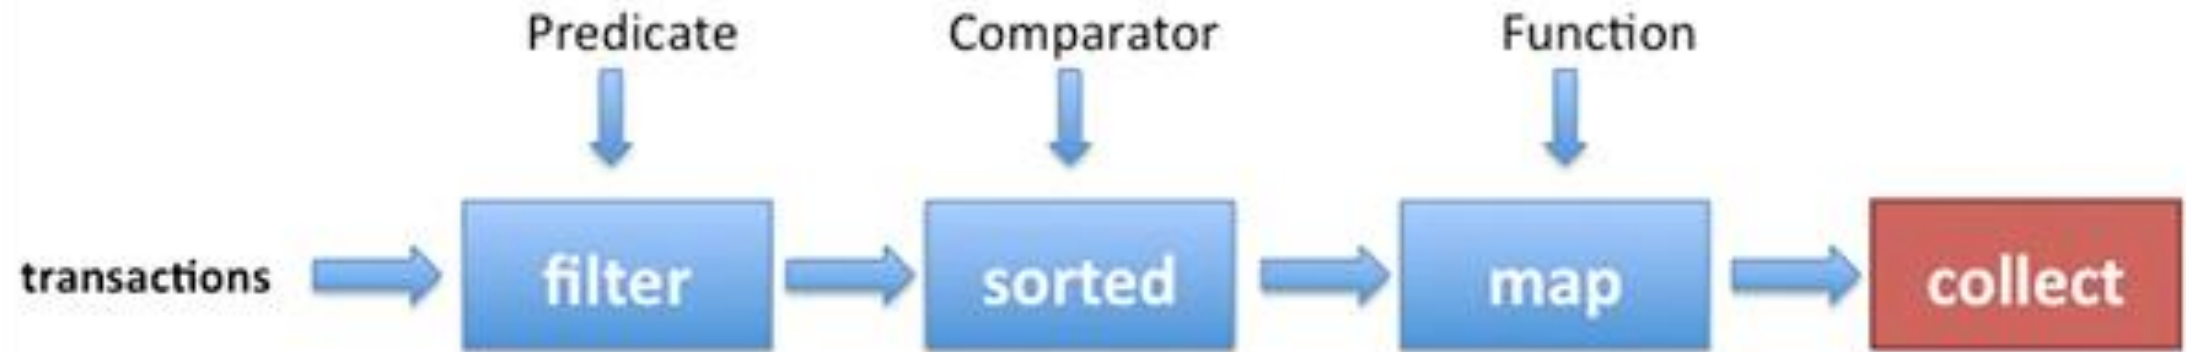 Predicate Comparator Function
transactions filter sorted map collect